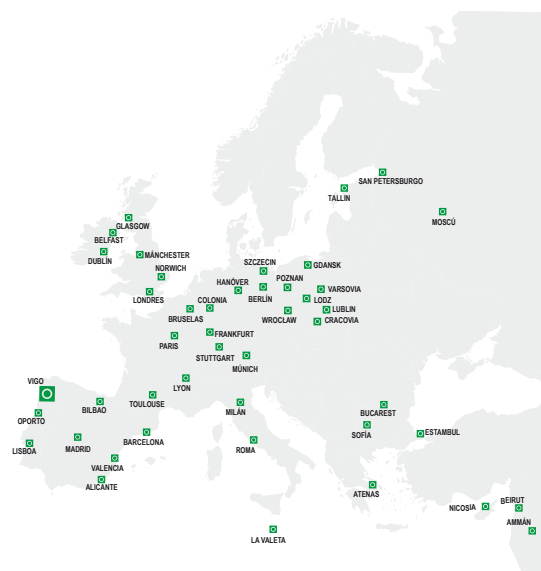 SAN PETERSBURGO
TALLIN
MOSCÚ
GLASGOW
BELFAST
DUBLÍN
MÁNCHESTER
NORWICH
LONDRES
SZCZECIN
GDANSK
HANÓVER
POZNAN
VARSOVIA
BERLÍN
LODZ
COLONIA
LUBLIN
BRUSELAS
WROCŁAW
CRACOVIA
FRANKFURT
PARIS
STUTTGART
MÚNICH
LYON
VIGO
BILBAO
TOULOUSE
MILÁN
BUCAREST
OPORTO
SOFÍA
ESTAMBUL
LISBOA
MADRID
BARCELONA
ROMA
VALENCIA
ALICANTE
ATENAS
NICOSIA
BEIRUT
AMMÁN
LA VALETA